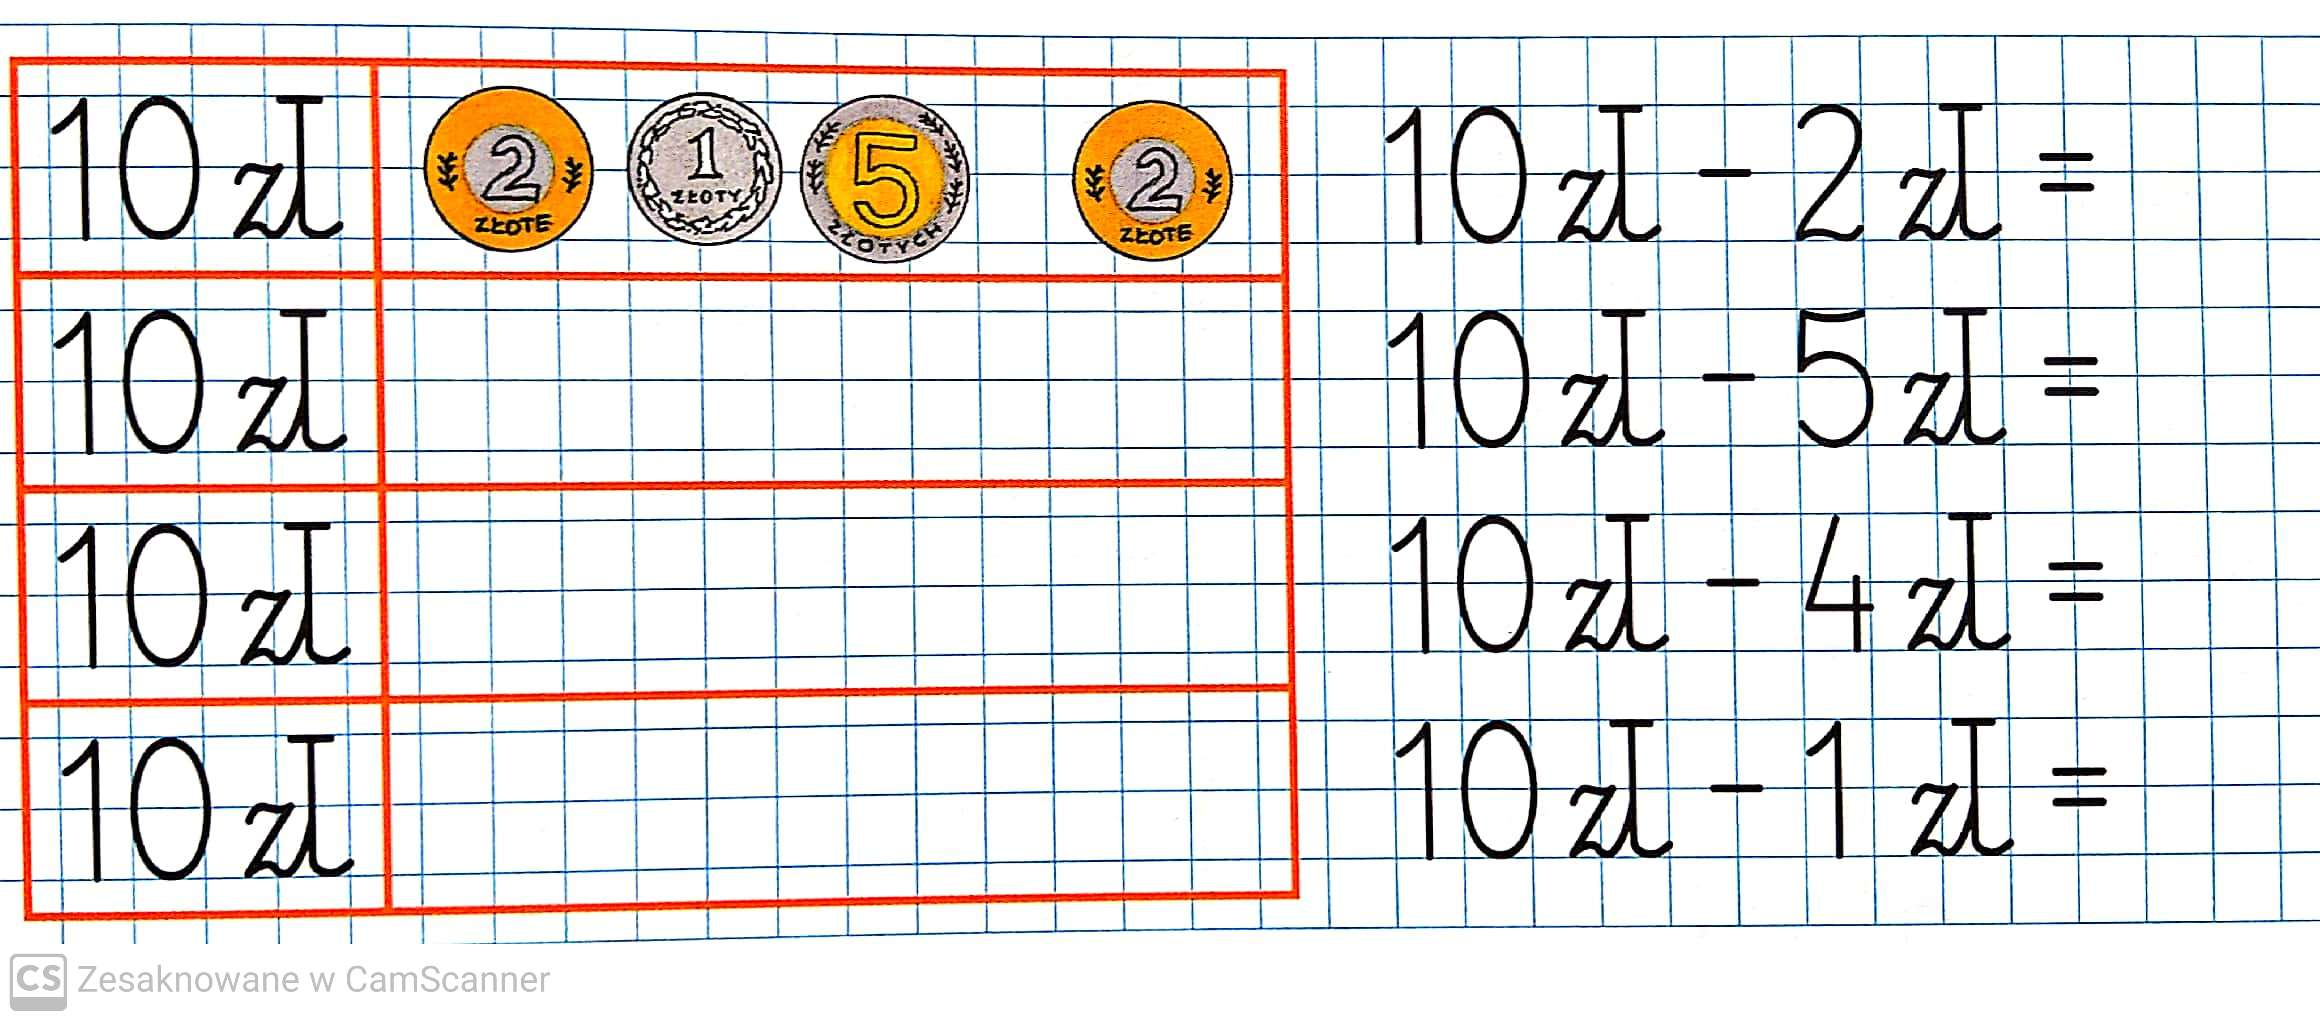 10 zł 2 ZŁOTE 1 ZŁOTY 5 ZŁOTYCH 2 ZŁOTE 10 zł - 2 zł =
10 zł 10 zł - 5 zł =
10 zł 10 zł - 4 zł =
10 zł 10 zł - 1 zł =
CS Zesaknowane w CamScanner